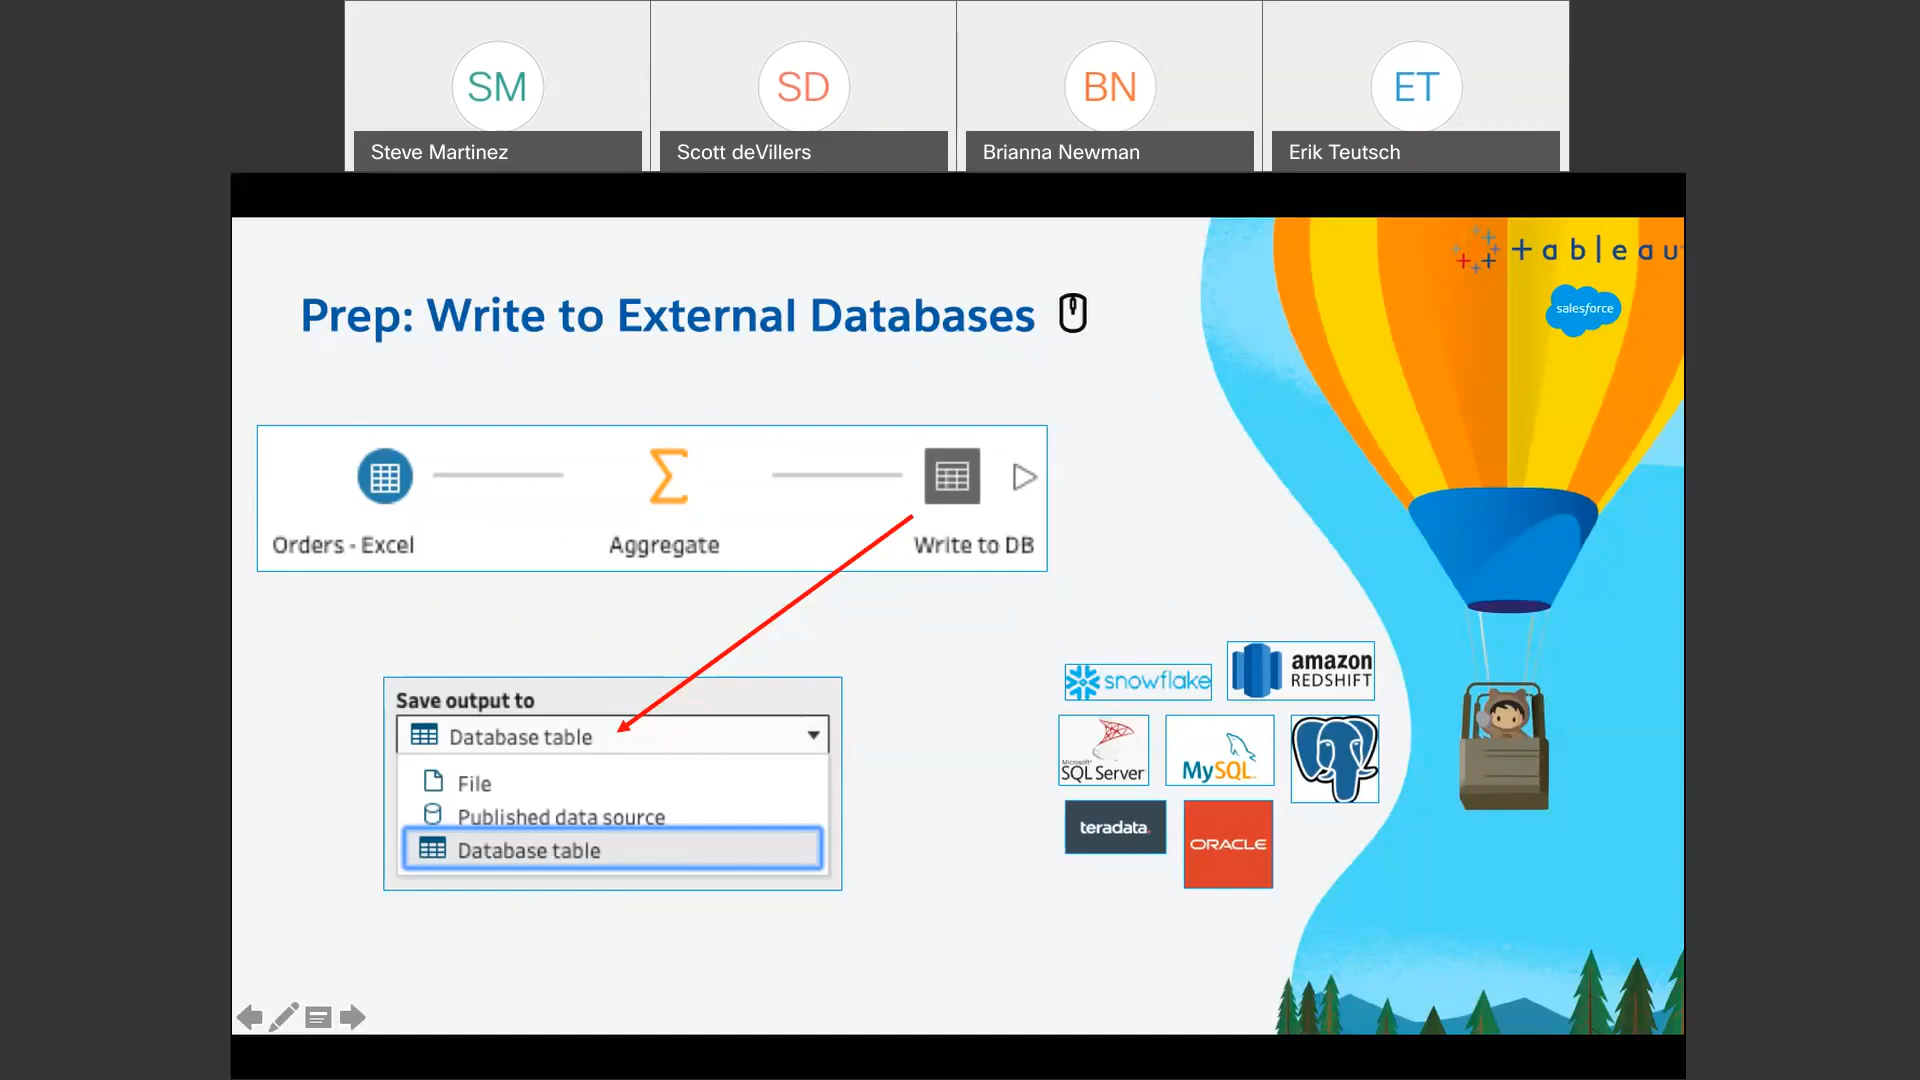 SM
SD
BN
ET
Steve Martinez
Scott deVillers
Brianna Newman
Erik Teutsch
+ableau
salesforce
Prep: Write to External Databases
Orders - Excel
Aggregate
Write to DB
Save output to
Database table
File
Published data source
Database table
snowflake
amazon
REDSHIFT
Microsoft
SQL Server
MySQL
teradata.
ORACLE